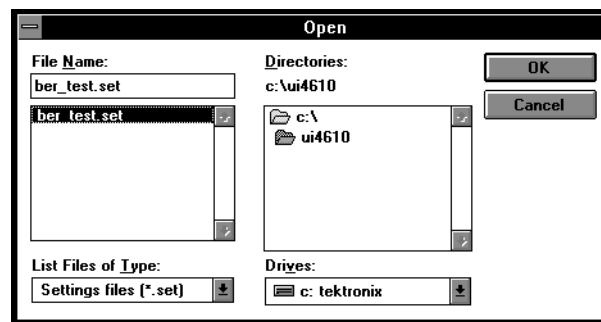 Open
File Name:
ber_test.set
ber_test.set
List Files of Type:
Settings files (*.set)
Directories:
c:\ui4610
c:\
ui4610
Drives:
c: tektronix
OK
Cancel